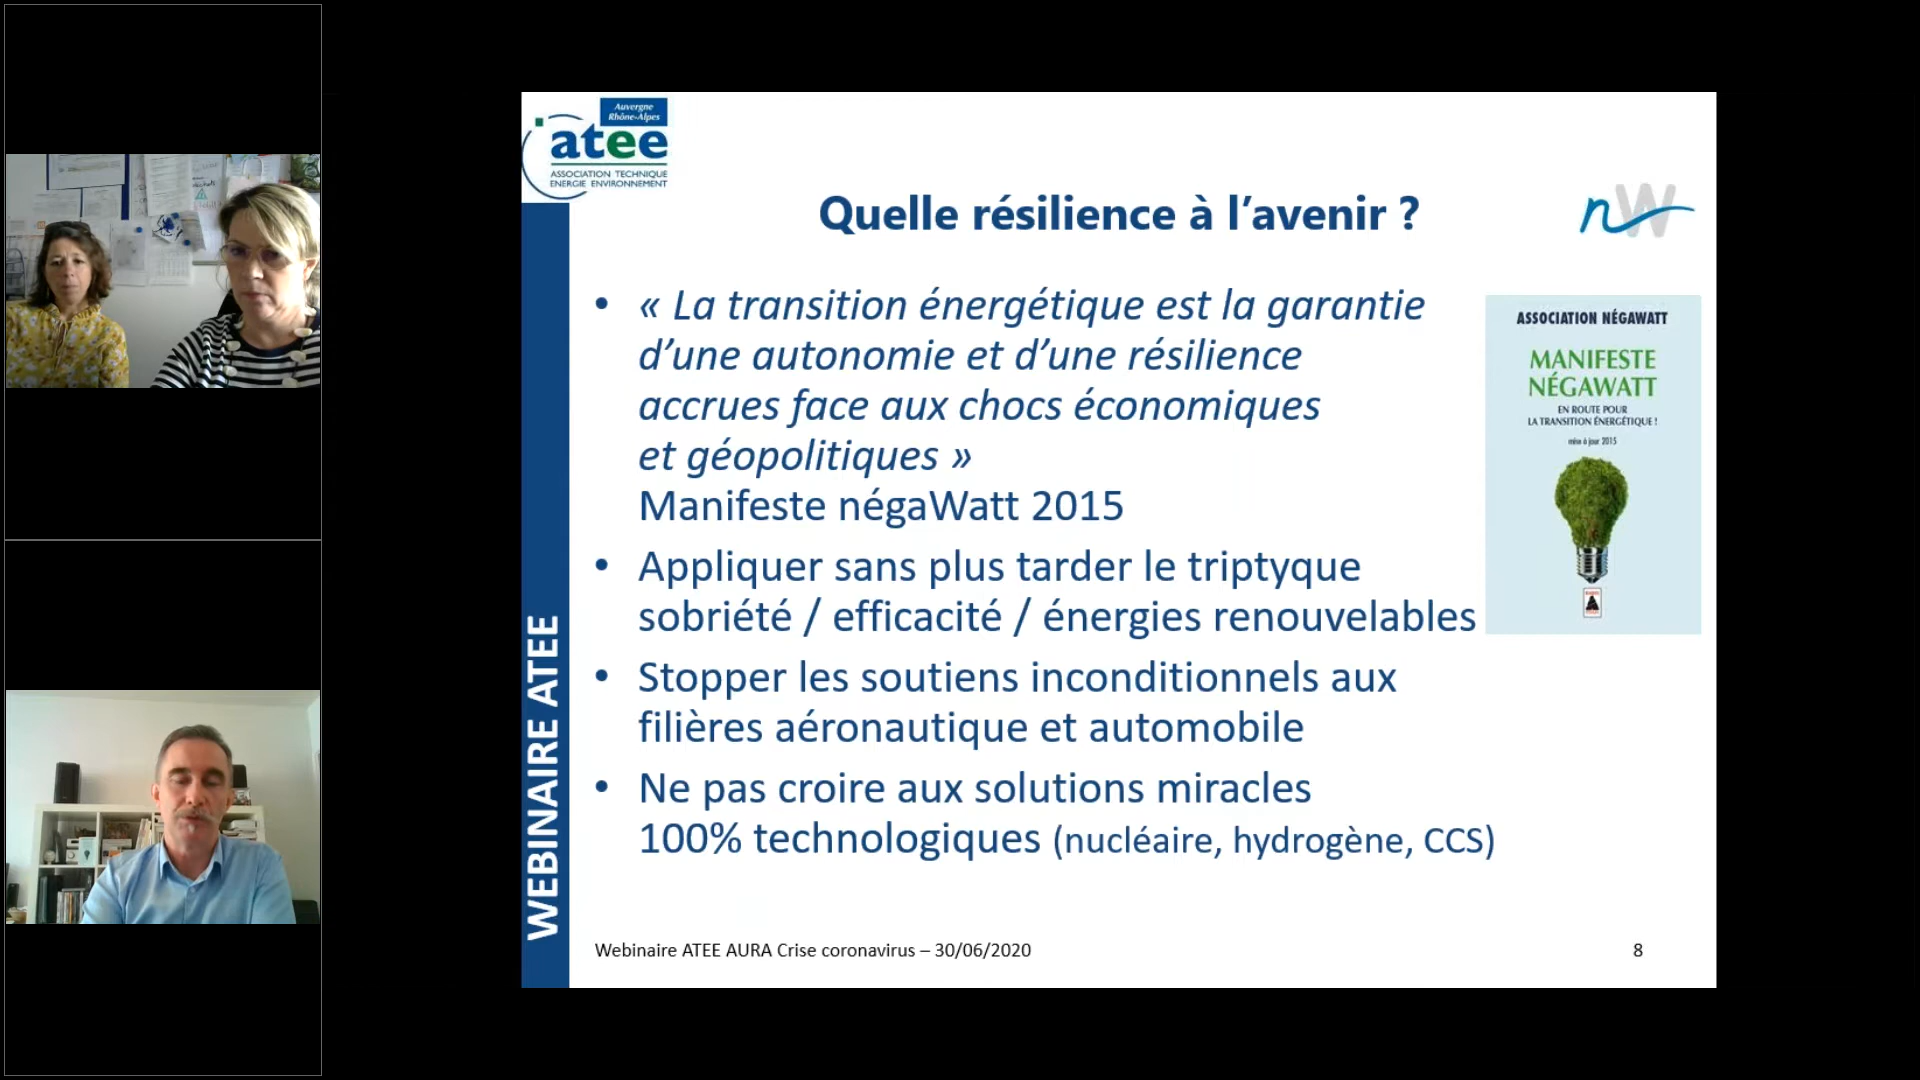 Auvergne
Rhône-Alpes
atee
ASSOCIATION TECHNIQUE
ENERGIE ENVIRONNEMENT
Quelle résilience à l’avenir ?
nW
• « La transition énergétique est la garantie
d’une autonomie et d’une résilience
accrues face aux chocs économiques
et géopolitiques »
Manifeste négaWatt 2015
• Appliquer sans plus tarder le triptyque
sobriété / efficacité / énergies renouvelables
• Stopper les soutiens inconditionnels aux
filières aéronautique et automobile
• Ne pas croire aux solutions miracles
100% technologiques (nucléaire, hydrogène, CCS)
ASSOCIATION NÉGAWATT
MANIFESTE
NÉGAWATT
EN ROUTE POUR
LA TRANSITION ÉNERGÉTIQUE !
mise à jour 2015
WEBINAIRE ATEE
Webinaire ATEE AURA Crise coronavirus – 30/06/2020
8